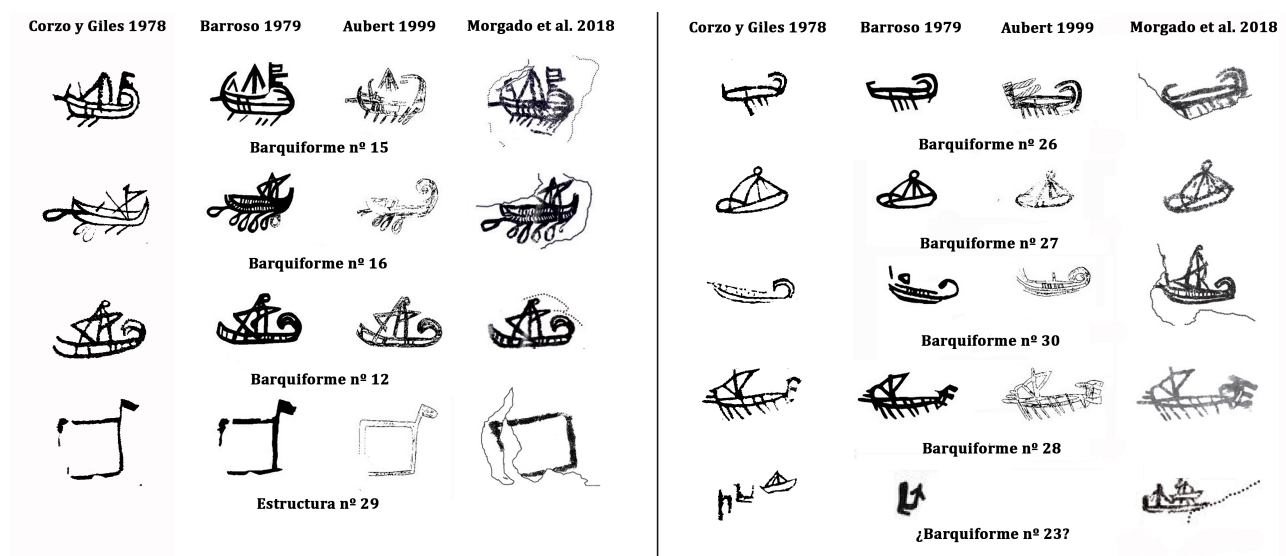 Corzo y Giles 1978 Barroso 1979 Aubert 1999 Morgado et al. 2018
Barquiforme nº 15
Barquiforme nº 16
Barquiforme nº 12
Estructura nº 29
Corzo y Giles 1978 Barroso 1979 Aubert 1999 Morgado et al. 2018
Barquiforme nº 26
Barquiforme nº 27
Barquiforme nº 30
Barquiforme nº 28
¿Barquiforme nº 23?